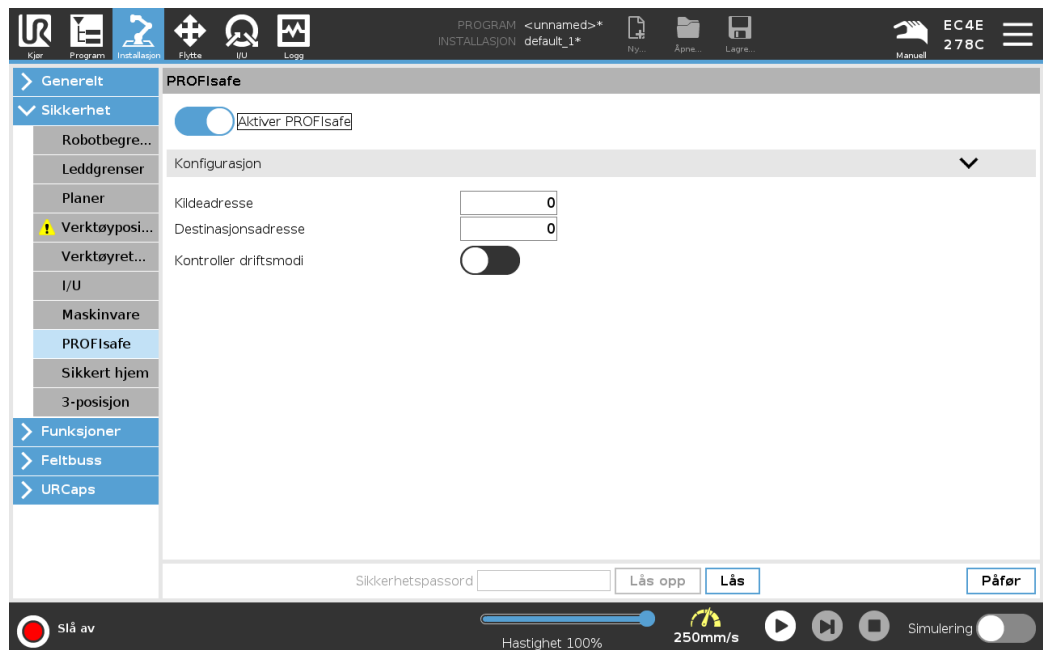 PROGRAM <unnamed>*
INSTALLASJON default_1*
Kjør Program Installasjon Flytte I/U Logg
Ny... Åpne... Lagre...
Manuell
EC4E
278C
Generelt
Sikkerhet
Robotbegre...
Leddgrenser
Planer
Verktøyposi...
Verktøyret...
I/U
Maskinvare
PROFIsafe
Sikkert hjem
3-posisjon
Funksjoner
Feltbuss
URCaps
PROFIsafe
Aktiver PROFIsafe
Konfigurasjon
Kildeadresse 0
Destinasjonsadresse 0
Kontroller driftsmodi
Sikkerhetspassord Lås opp Lås Påfør
Slå av
Hastighet 100%
250mm/s
Simulering